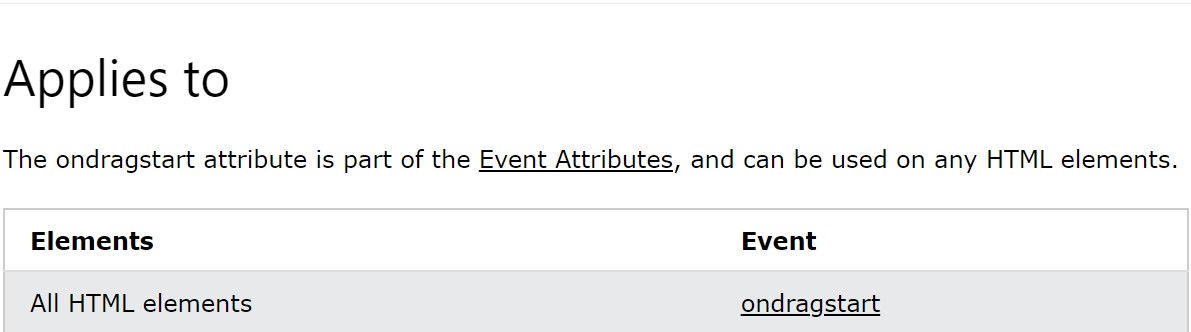 Applies to
The ondragstart attribute is part of the Event Attributes, and can be used on any HTML elements.
Elements Event
All HTML elements ondragstart